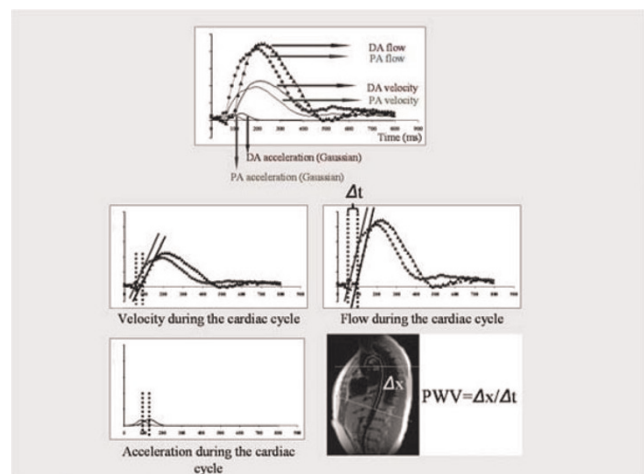 DA flow
PA flow
DA velocity
PA velocity
Time (ms)
DA acceleration (Gaussian)
PA acceleration (Gaussian)
Δt
Velocity during the cardiac cycle
Flow during the cardiac cycle
Δx
PWV=Δx/Δt
Acceleration during the cardiac
cycle